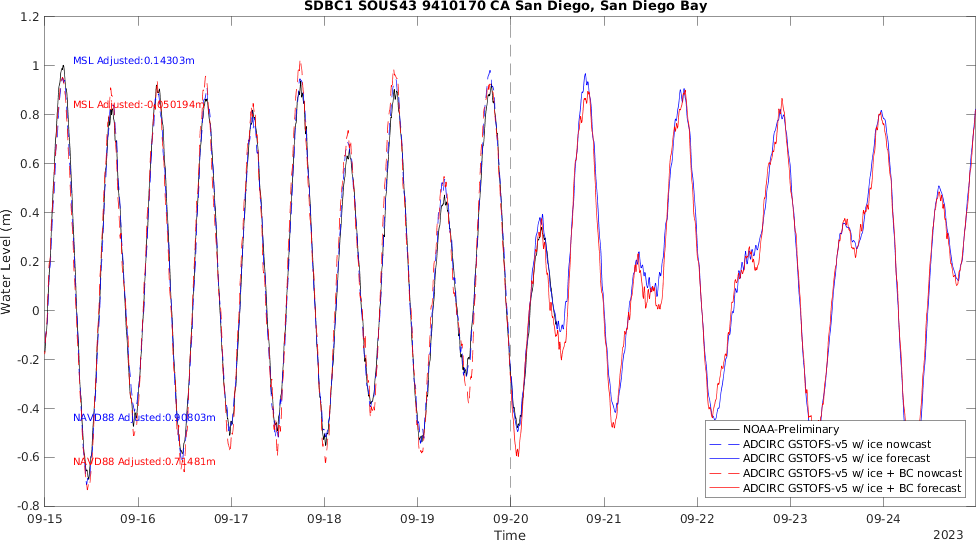 SDBC1 SOUS43 9410170 CA San Diego, San Diego Bay
1.2
1
0.8
0.6
0.4
0.2
0
-0.2
-0.4
-0.6
-0.8
Water Level (m)
MSL Adjusted:0.14303m
MSL Adjusted:-0.050194m
NAVD88 Adjusted:0.90803m
NAVD88 Adjusted:0.71481m
NOAA-Preliminary
ADCIRC GSTOFS-v5 w/ ice nowcast
ADCIRC GSTOFS-v5 w/ ice forecast
ADCIRC GSTOFS-v5 w/ ice + BC nowcast
ADCIRC GSTOFS-v5 w/ ice + BC forecast
09-15 09-16 09-17 09-18 09-19 09-20 09-21 09-22 09-23 09-24
Time
2023